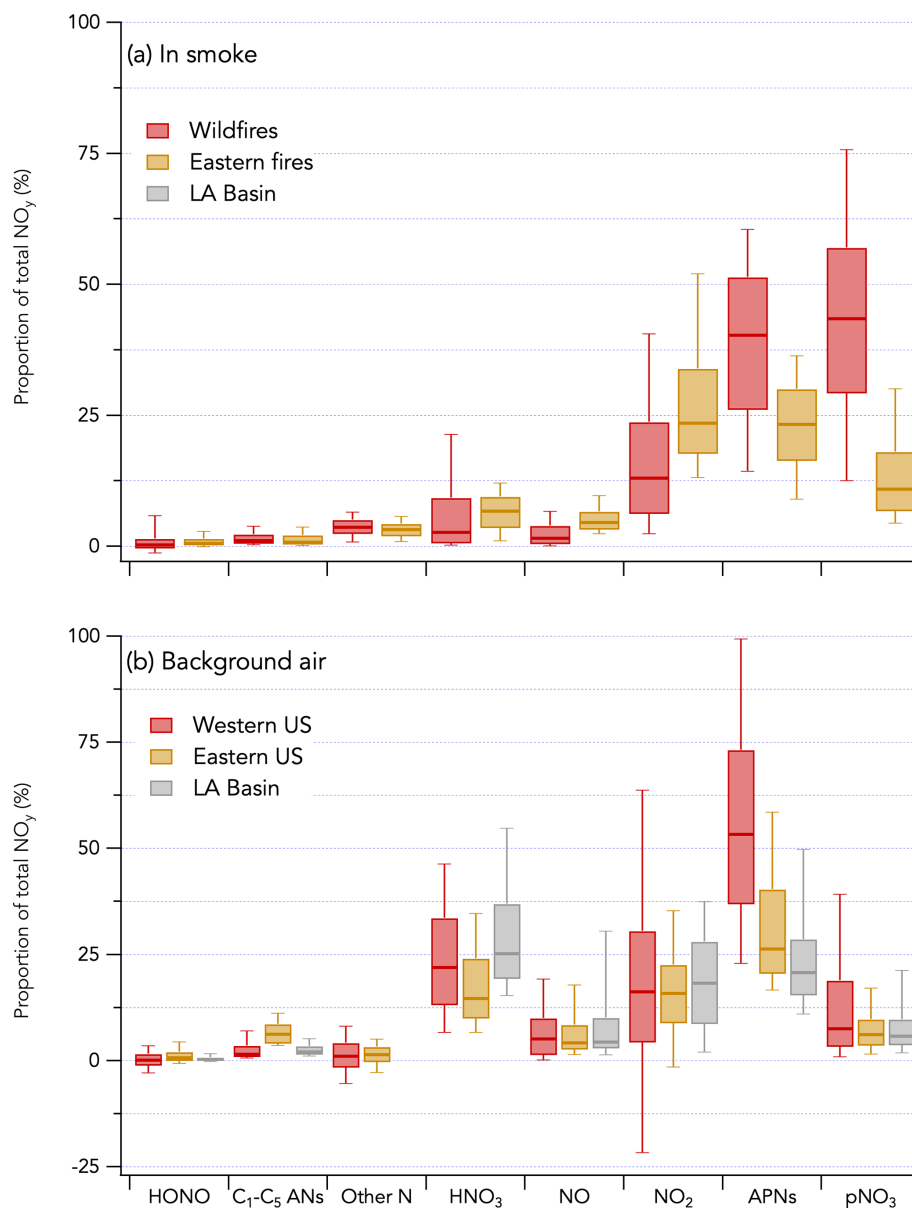 100
(a) In smoke
Wildfires
75
Eastern fires
LA Basin
Proportion of total NOy (%)
50
25
0
100
(b) Background air
Western US
75
Eastern US
LA Basin
Proportion of total NOy (%)
50
25
0
-25
HONO C1-C5 ANs Other N HNO3 NO NO2 APNs pNO3